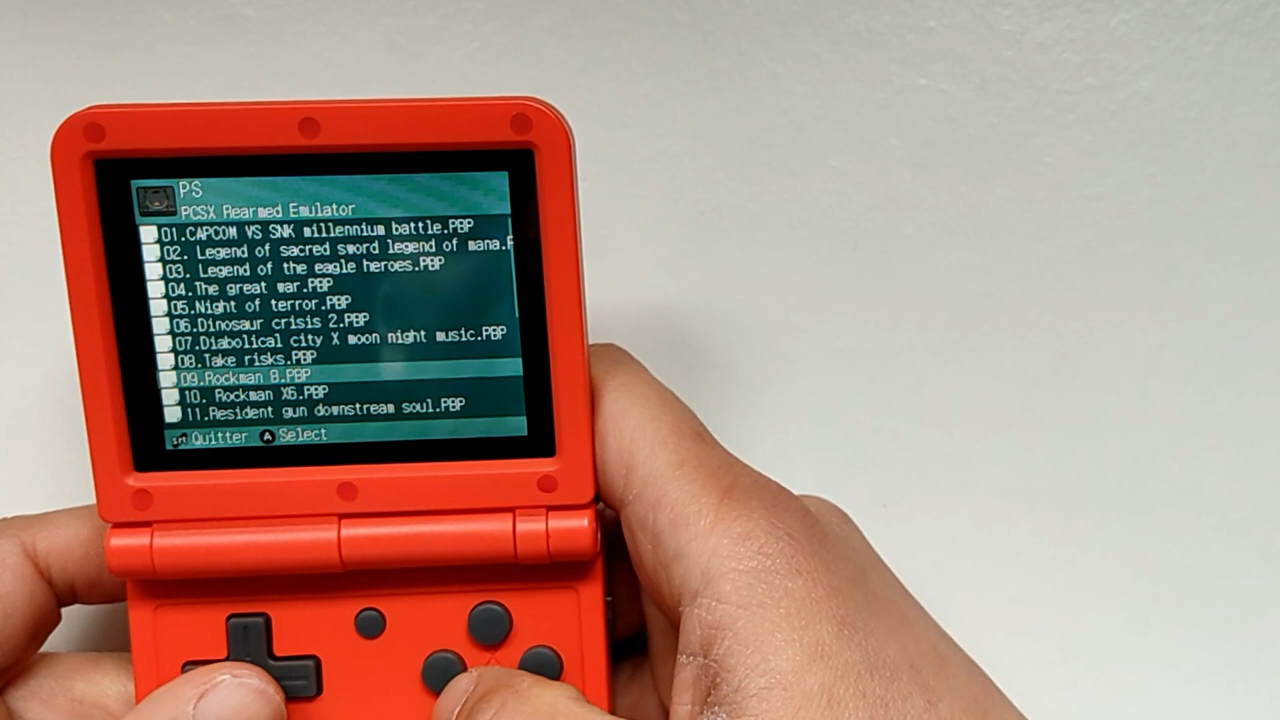 PS
PCSX Rearmed Emulator
01.CAPCOM VS SNK millennium battle.PBP
02. Legend of sacred sword legend of mana.P
03. Legend of the eagle heroes.PBP
04.The great war.PBP
05.Night of terror.PBP
06.Dinosaur crisis 2.PBP
07.Diabolical city X moon night music.PBP
08.Take risks.PBP
09.Rockman 8.PBP
10. Rockman X6.PBP
11.Resident gun downstream soul.PBP
srt Quitter A Select